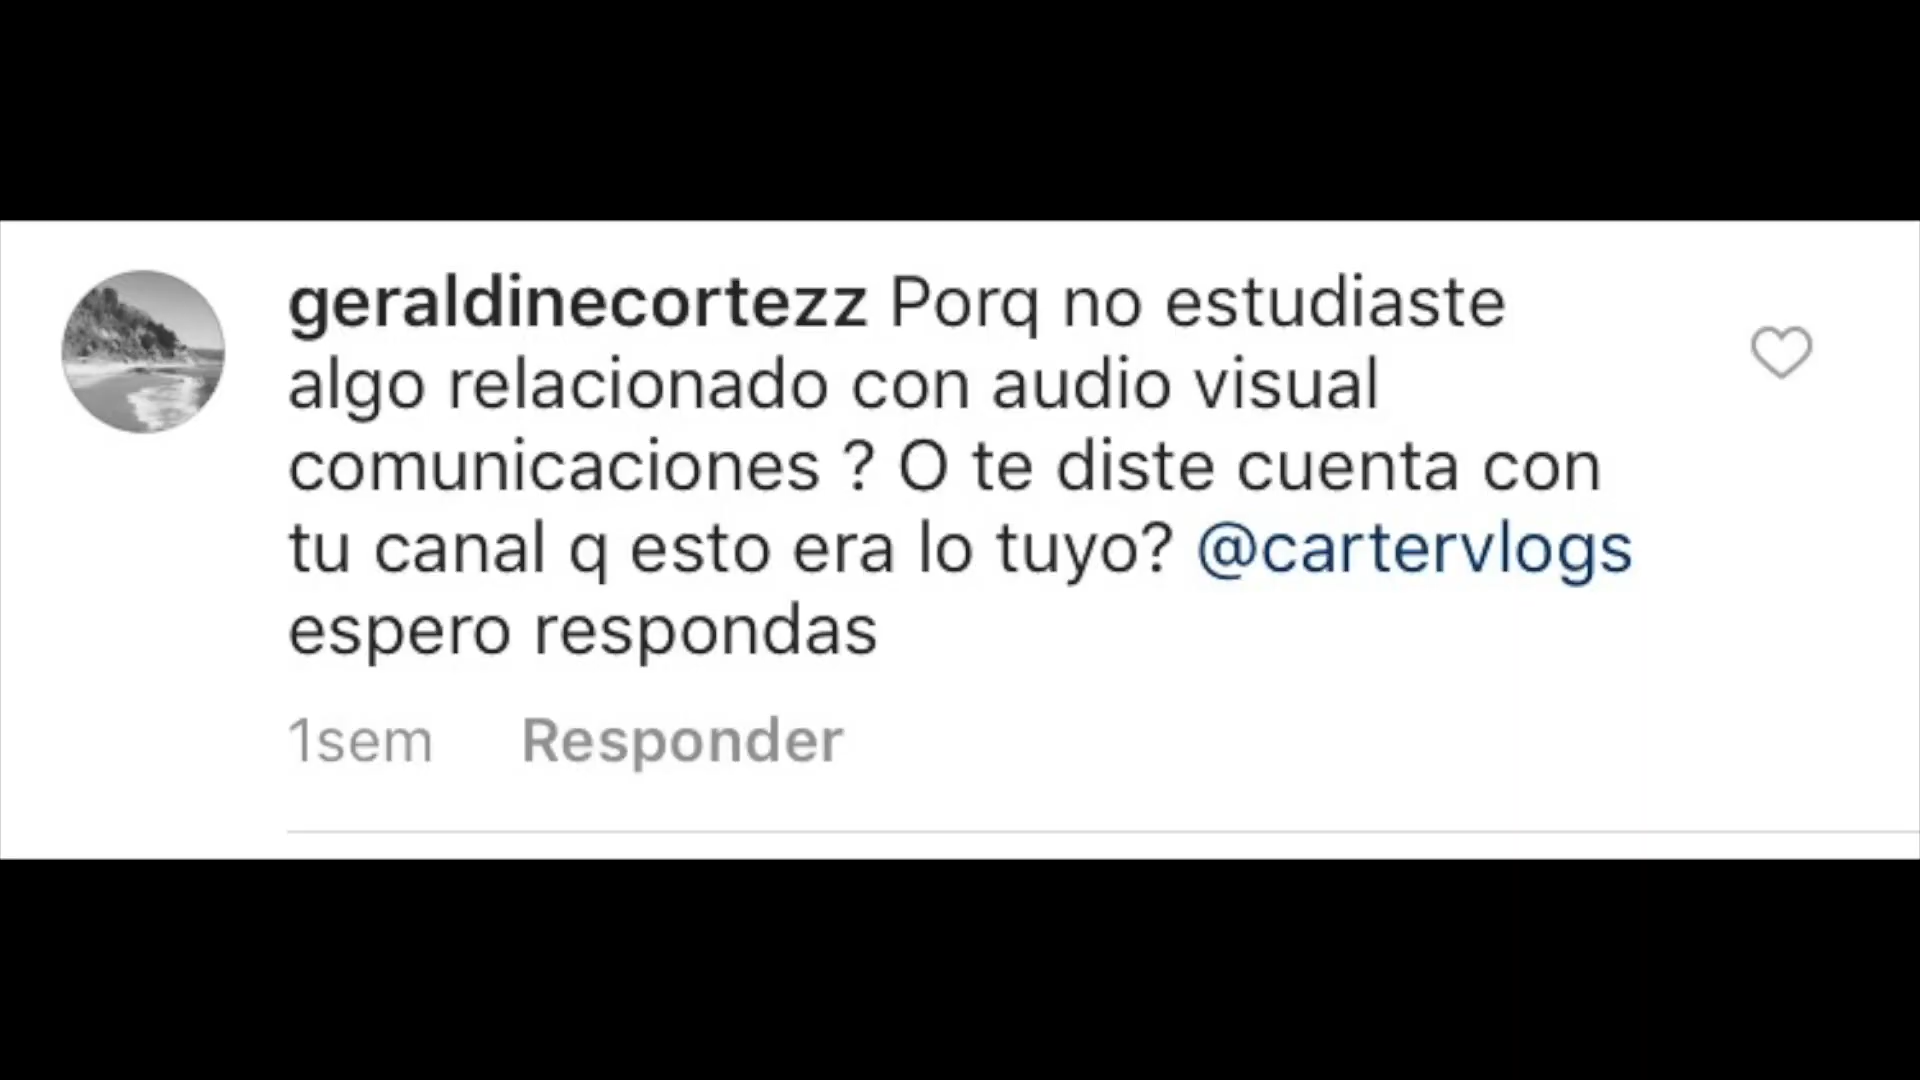 geraldinecortezz Porq no estudiaste
algo relacionado con audio visual
comunicaciones ? O te diste cuenta con
tu canal q esto era lo tuyo? @cartervlogs
espero respondas
1sem Responder